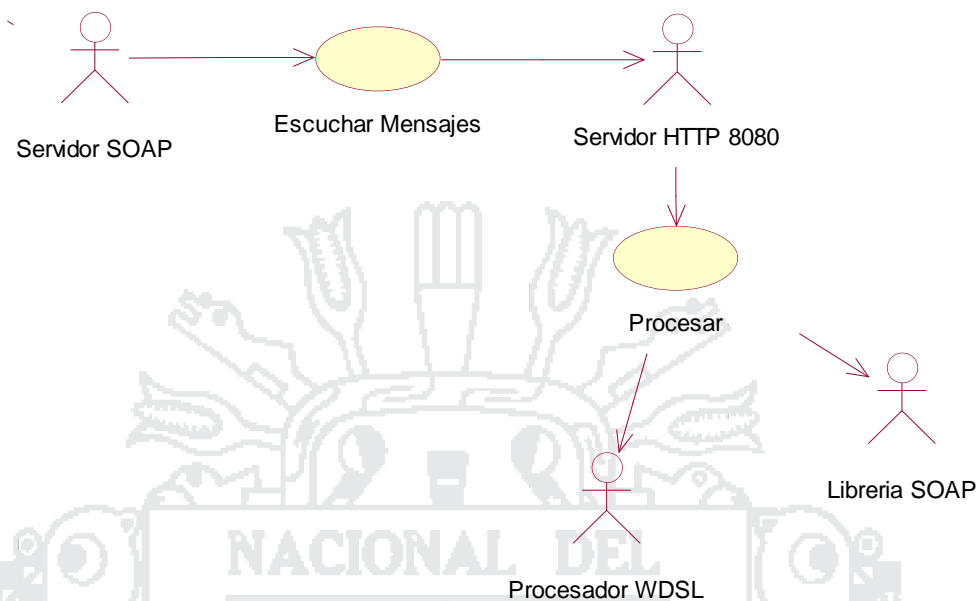 Servidor SOAP
Escuchar Mensajes
Servidor HTTP 8080
Procesar
Libreria SOAP
NACIONAL DEL
Procesador WDSL